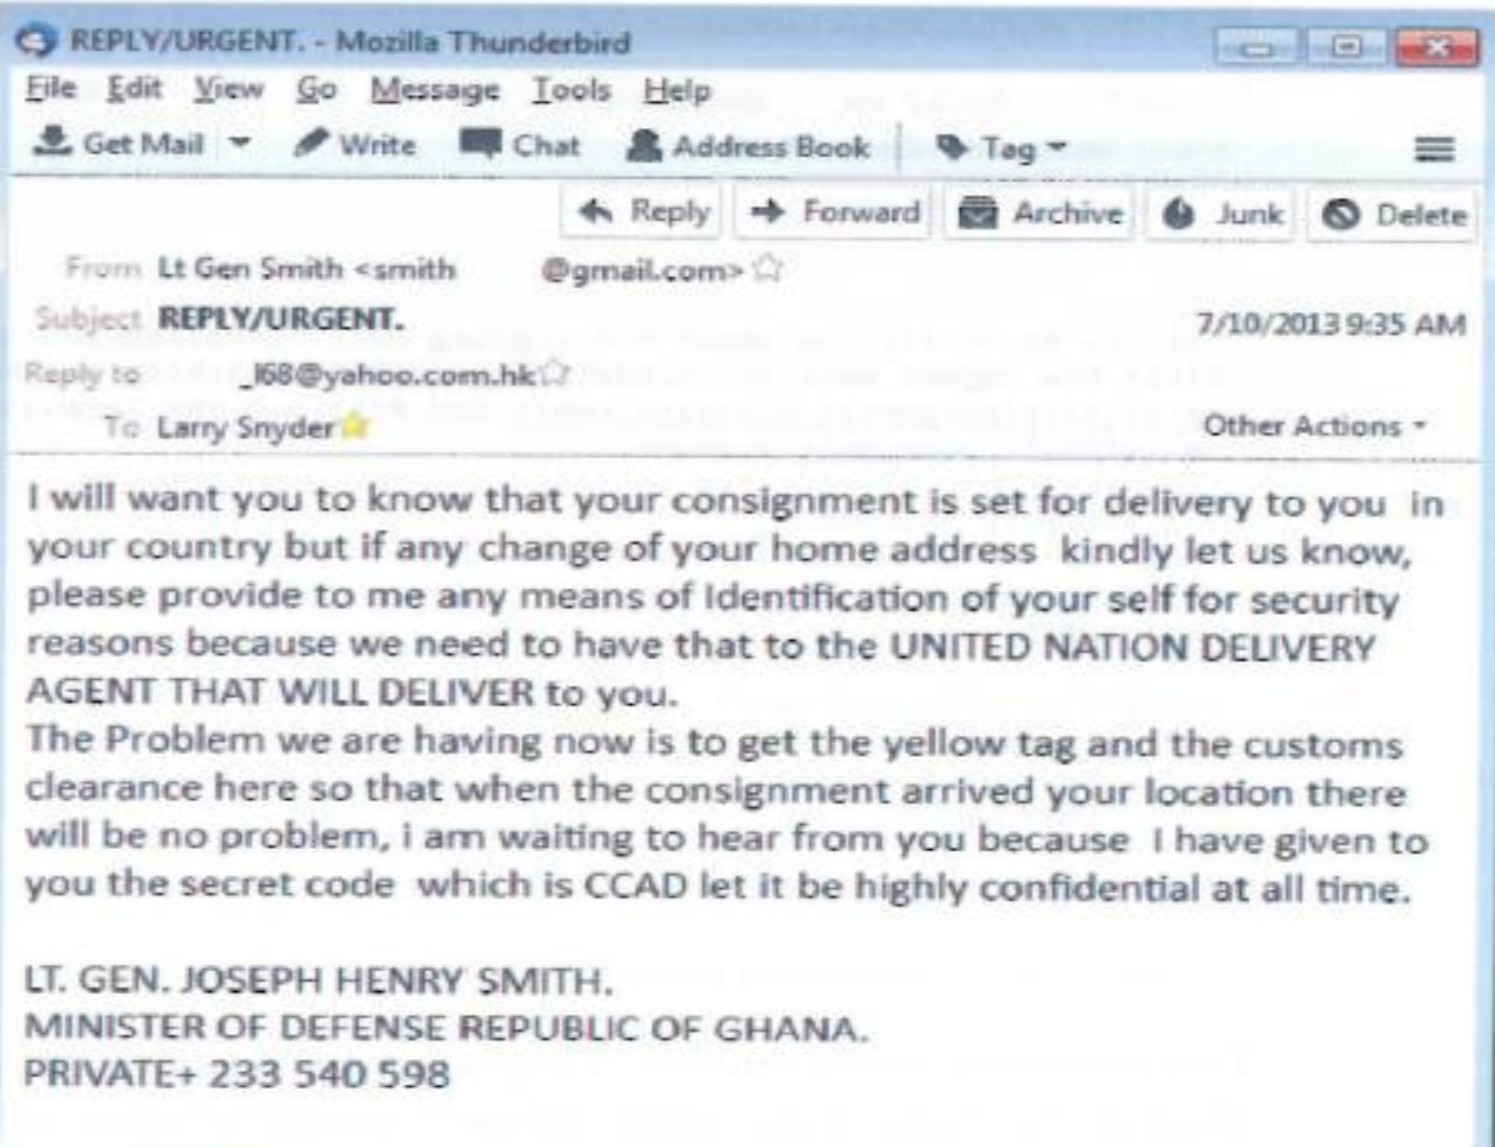 REPLY/URGENT. - Mozilla Thunderbird
File Edit View Go Message Tools Help
Get Mail Write Chat Address Book Tag
Reply Forward Archive Junk Delete
From Lt Gen Smith <smith @gmail.com>
Subject REPLY/URGENT. 7/10/2013 9:35 AM
Reply to _l68@yahoo.com.hk
To Larry Snyder Other Actions
I will want you to know that your consignment is set for delivery to you in
your country but if any change of your home address kindly let us know,
please provide to me any means of Identification of your self for security
reasons because we need to have that to the UNITED NATION DELIVERY
AGENT THAT WILL DELIVER to you.
The Problem we are having now is to get the yellow tag and the customs
clearance here so that when the consignment arrived your location there
will be no problem, i am waiting to hear from you because I have given to
you the secret code which is CCAD let it be highly confidential at all time.
LT. GEN. JOSEPH HENRY SMITH.
MINISTER OF DEFENSE REPUBLIC OF GHANA.
PRIVATE+ 233 540 598